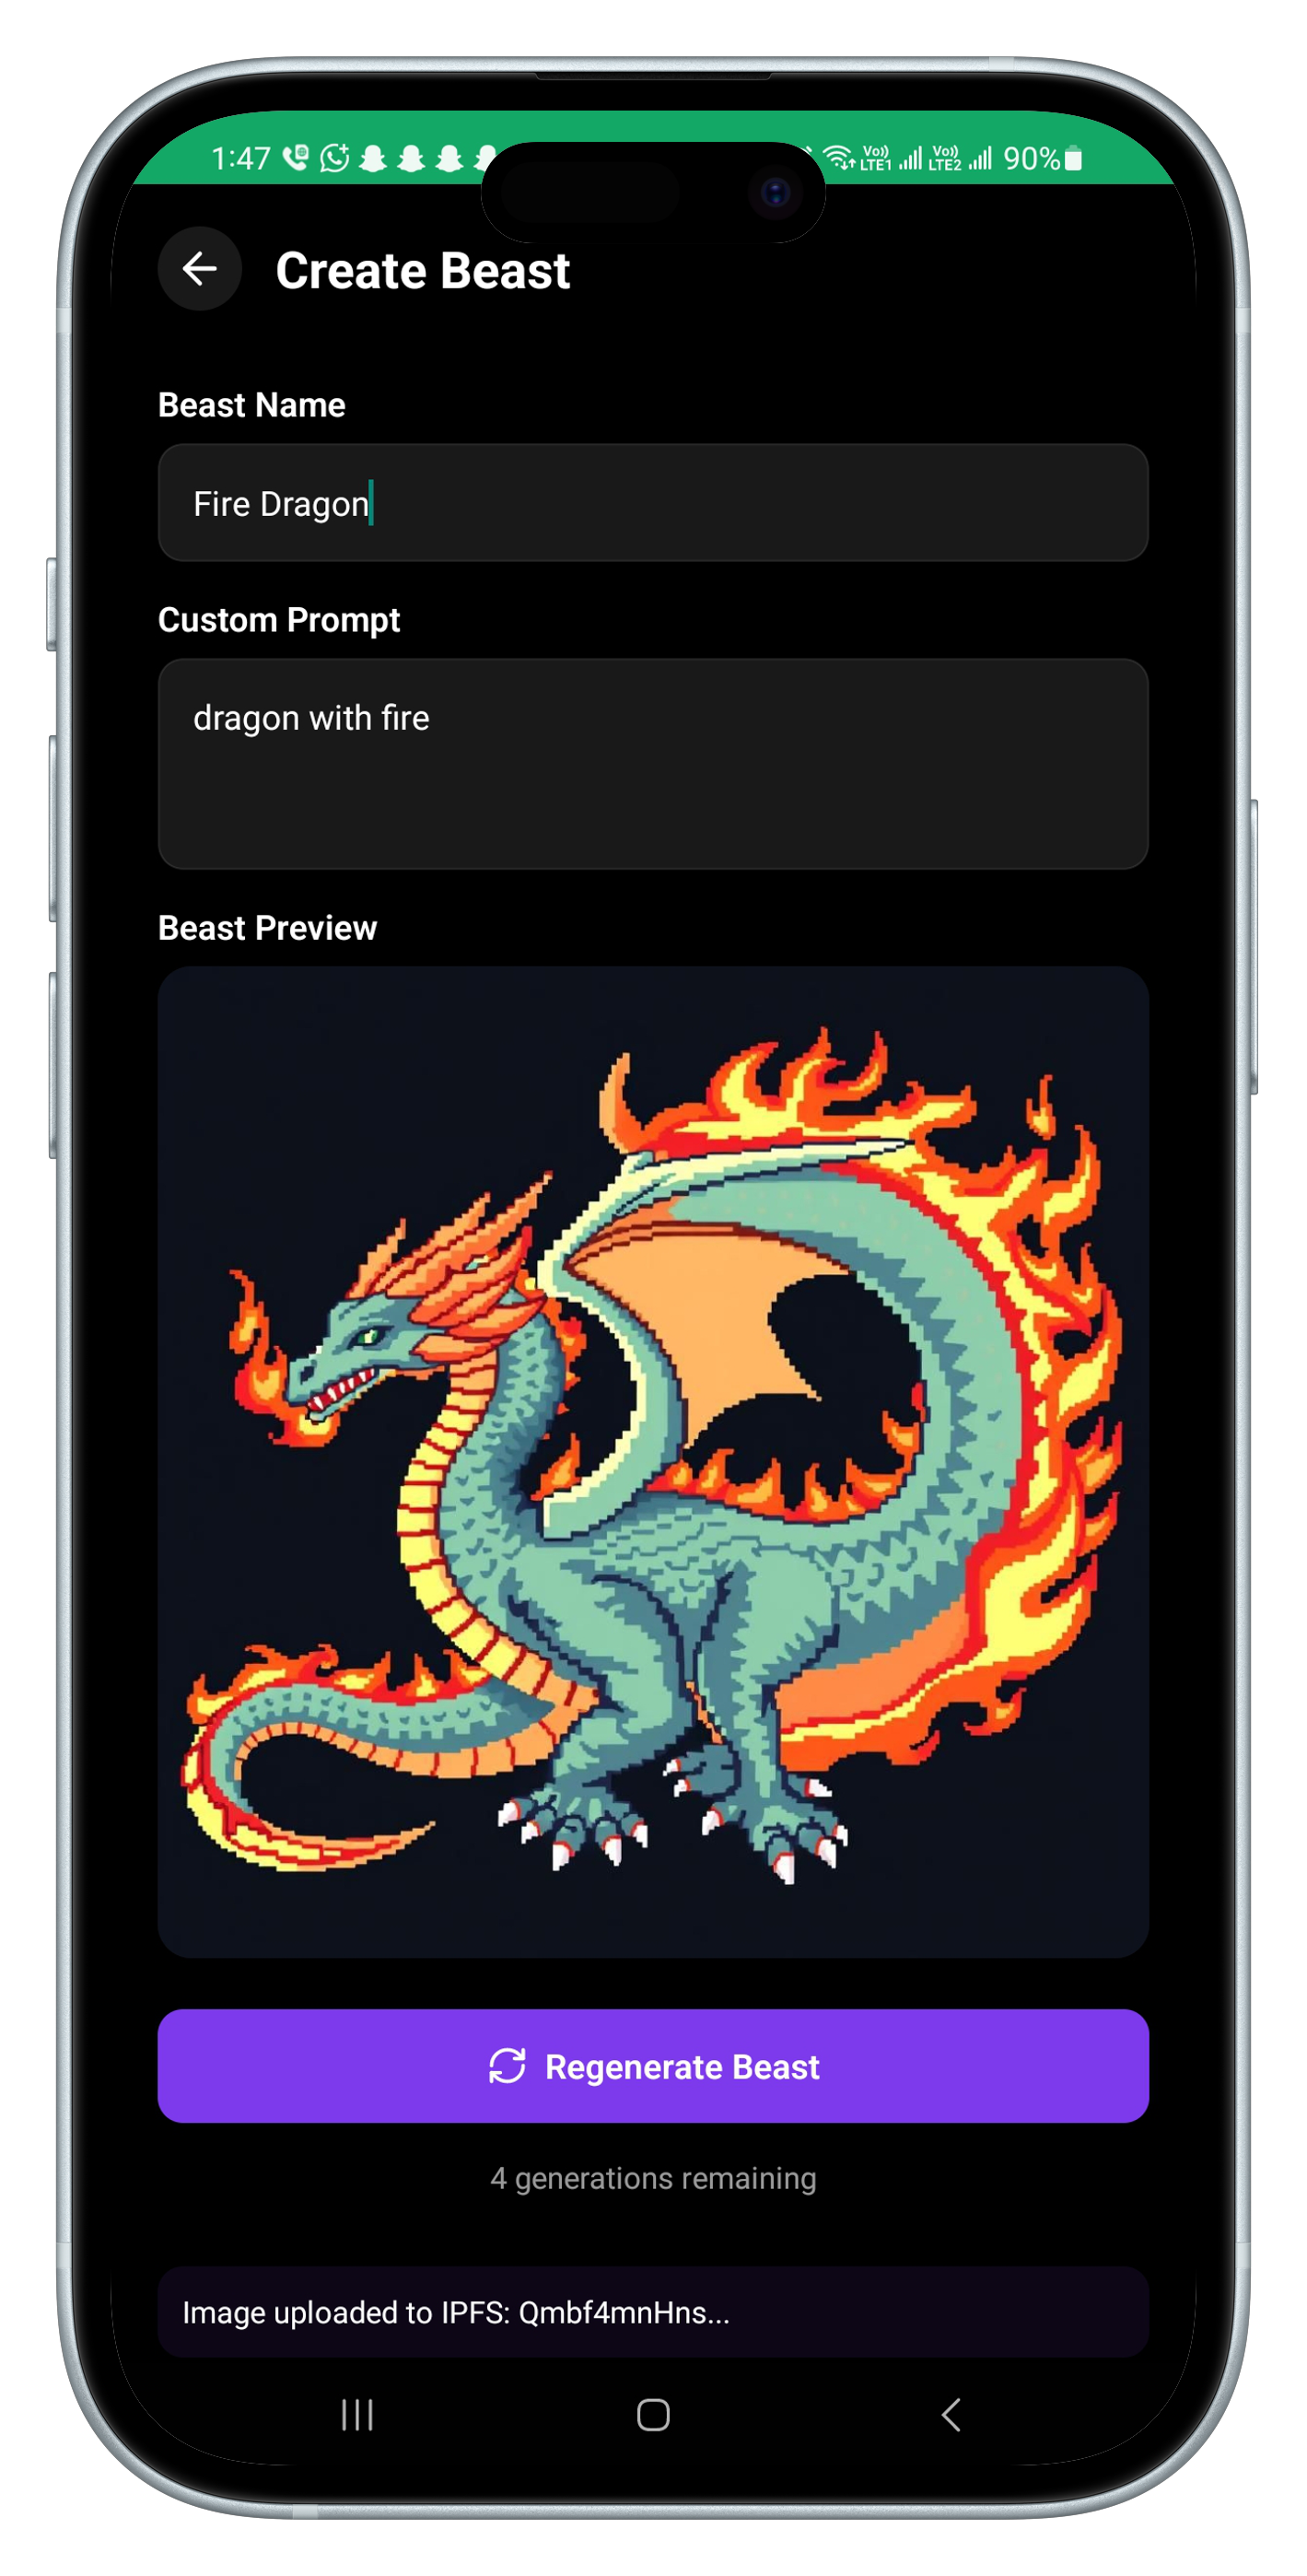 1:47 Vo)) LTE1 Vo)) LTE2 90%
Create Beast
Beast Name
Fire Dragon
Custom Prompt
dragon with fire
Beast Preview
Regenerate Beast
4 generations remaining
Image uploaded to IPFS: Qmbf4mnHns...